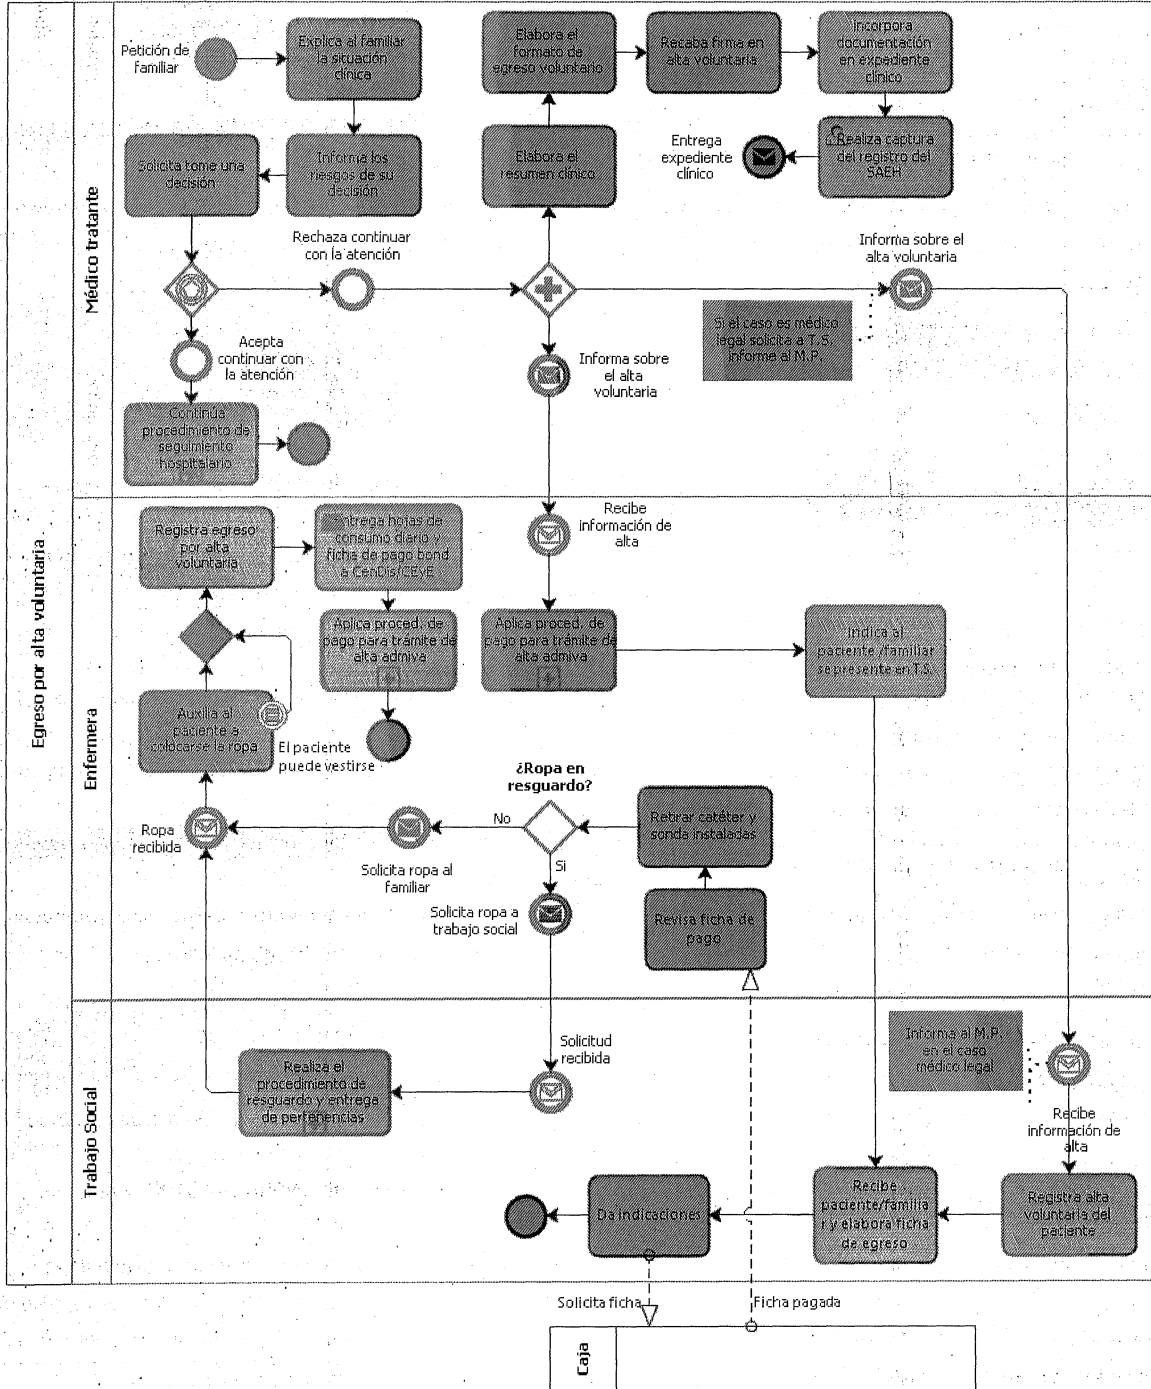 Egreso por alta voluntaria
Médico tratante
Petición de
familiar
Explica al familiar
la situación
clínica
Elabora el
formato de
egreso voluntario
Recaba firma en
alta voluntaria
Incorpora
documentación
en expediente
clínico
Solicita tome una
decisión
Informa los
riesgos de su
decisión
Elabora el
resumen clínico
Entrega
expediente
clínico
Realiza captura
del registro del
SAEH
Rechaza continuar
con la atención
Informa sobre el
alta voluntaria
Si el caso es médico
legal solicita a T.S.
informe al M.P.
Acepta
continuar con
la atención
Informa sobre
el alta
voluntaria
Continúa
procedimiento de
seguimiento
hospitalario
Enfermera
Registra egreso
por alta
voluntaria
Entrega hojas de
consumo diario y
ficha de pago bond
a CenDis/CEyE
Recibe
información de
alta
Aplica proced. de
pago para trámite de
alta admiva
Aplica proced. de
pago para trámite de
alta admiva
Indica al
paciente /familiar
se presente en T.S.
Auxilia al
paciente a
colocarse la ropa
El paciente
puede vestirse
¿Ropa en
resguardo?
Retirar catéter y
sonda instaladas
Ropa
recibida
No
Si
Solicita ropa al
familiar
Solicita ropa a
trabajo social
Revisa ficha de
pago
Trabajo Social
Solicitud
recibida
Informa al M.P.
en el caso
médico legal
Realiza el
procedimiento de
resguardo y entrega
de pertenencias
Recibe
información de
alta
Da indicaciones
Recibe
paciente/familia
r y elabora ficha
de egreso
Registra alta
voluntaria del
paciente
Solicita ficha
Ficha pagada
Caja